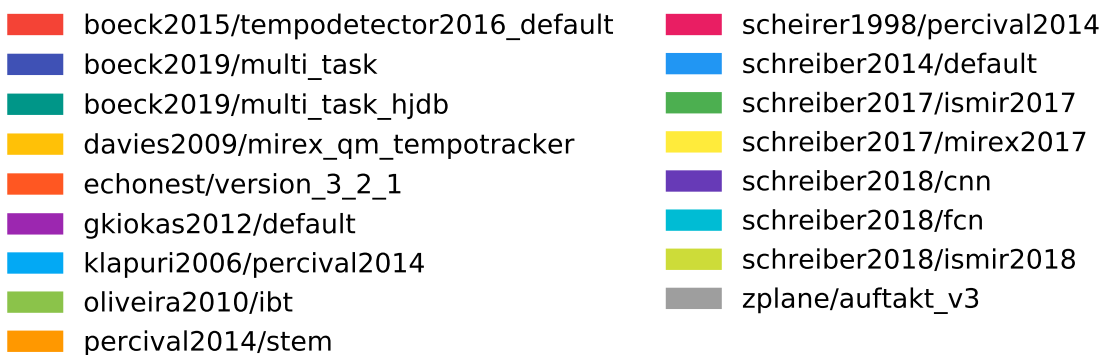 boeck2015/tempodetector2016_default
boeck2019/multi_task
boeck2019/multi_task_hjdb
davies2009/mirex_qm_tempotracker
echonest/version_3_2_1
gkiokas2012/default
klapuri2006/percival2014
oliveira2010/ibt
percival2014/stem
scheirer1998/percival2014
schreiber2014/default
schreiber2017/ismir2017
schreiber2017/mirex2017
schreiber2018/cnn
schreiber2018/fcn
schreiber2018/ismir2018
zplane/auftakt_v3